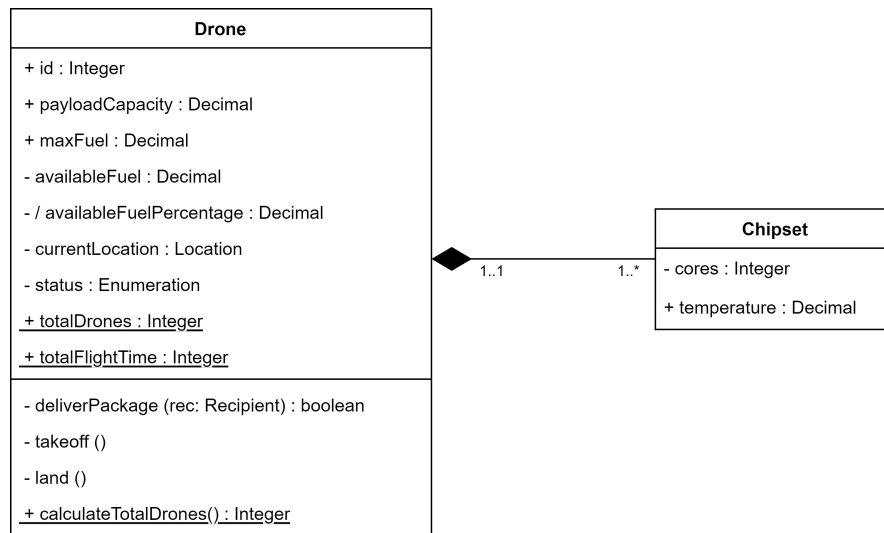 Drone
+ id : Integer
+ payloadCapacity : Decimal
+ maxFuel : Decimal
- availableFuel : Decimal
- / availableFuelPercentage : Decimal
- currentLocation : Location
- status : Enumeration
+ totalDrones : Integer
+ totalFlightTime : Integer
- deliverPackage (rec: Recipient) : boolean
- takeoff ()
- land ()
+ calculateTotalDrones() : Integer
1..1
1..*
Chipset
- cores : Integer
+ temperature : Decimal